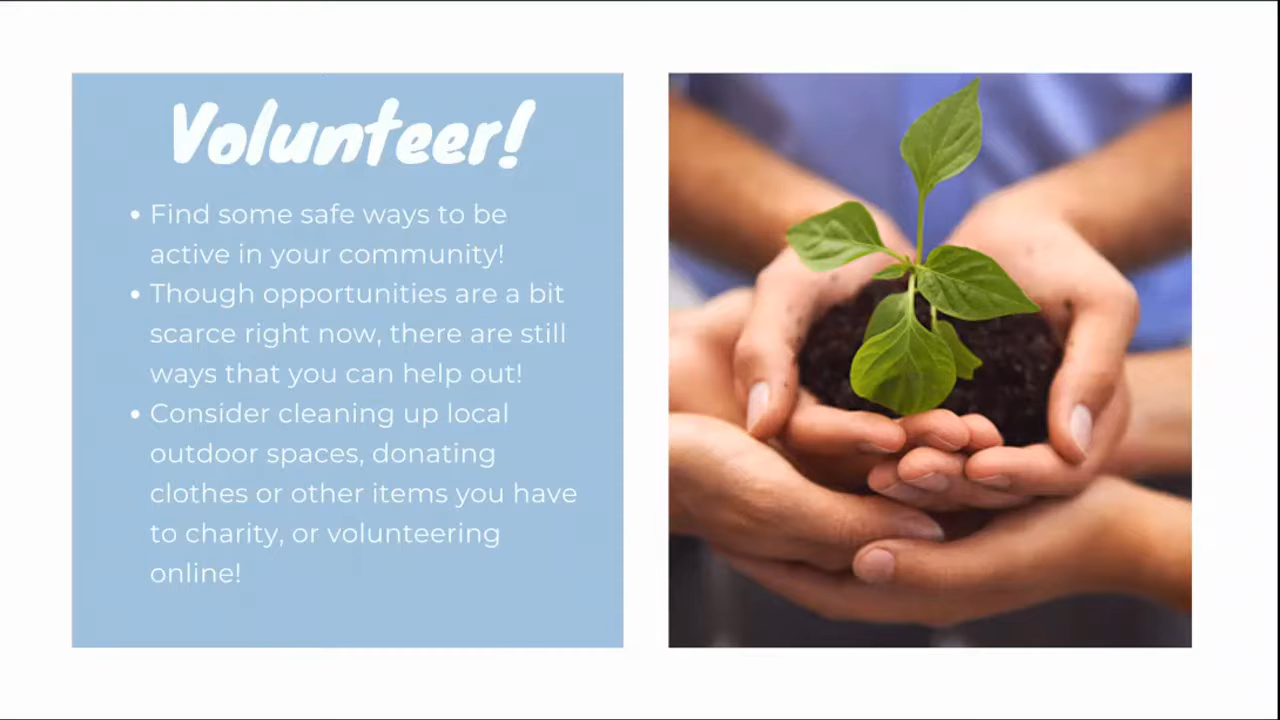 Volunteer!
• Find some safe ways to be
active in your community!
• Though opportunities are a bit
scarce right now, there are still
ways that you can help out!
• Consider cleaning up local
outdoor spaces, donating
clothes or other items you have
to charity, or volunteering
online!